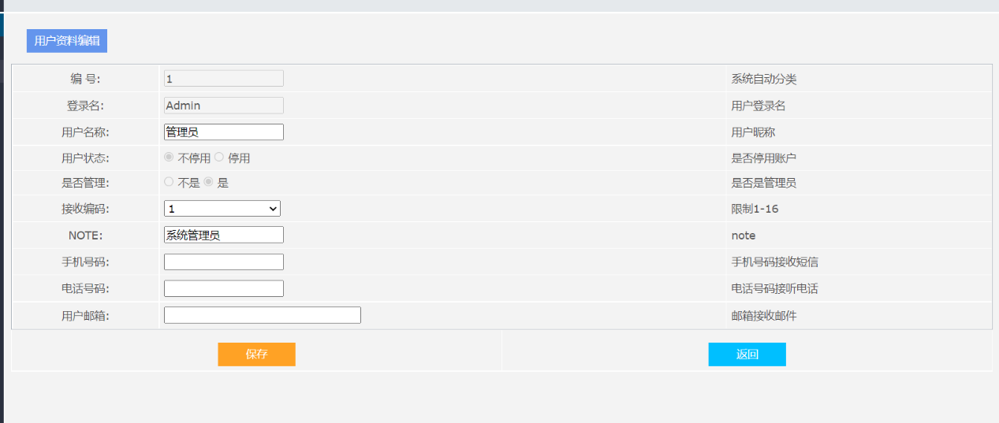 用户资料编辑
编 号: 1 系统自动分类
登录名: Admin 用户登录名
用户名称: 管理员 用户昵称
用户状态: 不停用 停用 是否停用账户
是否管理: 不是 是 是否是管理员
接收编码: 1 限制1-16
NOTE: 系统管理员 note
手机号码: 手机号码接收短信
电话号码: 电话号码接听电话
用户邮箱: 邮箱接收邮件
保存 返回